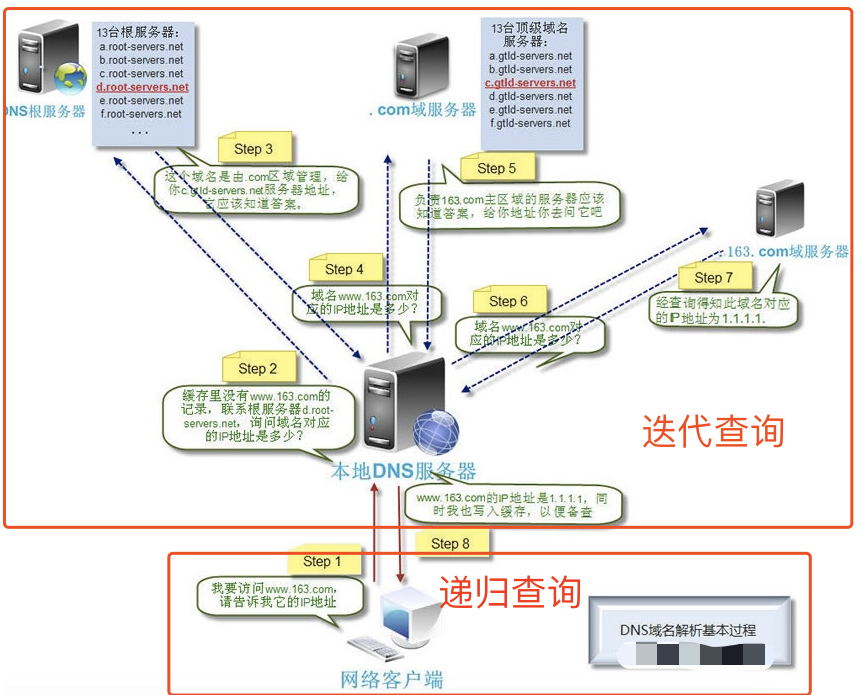 13台根服务器：
a.root-servers.net
b.root-servers.net
c.root-servers.net
d.root-servers.net
e.root-servers.net
f.root-servers.net
...
DNS根服务器
13台顶级域名
服务器：
a.gtld-servers.net
b.gtld-servers.net
c.gtld-servers.net
d.gtld-servers.net
e.gtld-servers.net
f.gtld-servers.net
.com域服务器
Step 3
这个域名是由.com区域管理，给
你c.gtld-servers.net服务器地址，
它应该知道答案。
Step 5
负责163.com主区域的服务器应该
知道答案，给你地址你去问它吧
.163.com域服务器
Step 4
域名www.163.com对
应的IP地址是多少？
Step 6
域名www.163.com对
应的IP地址是多少？
Step 7
经查询得知此域名对应
的IP地址为1.1.1.1.
Step 2
缓存里没有www.163.com的
记录，联系根服务器d.root-
servers.net，询问域名对应
的IP地址是多少？
迭代查询
本地DNS服务器
www.163.com的IP地址是1.1.1.1，同
时我也写入缓存，以便备查
Step 8
Step 1
我要访问www.163.com，
请告诉我它的IP地址
递归查询
DNS域名解析基本过程
网络客户端